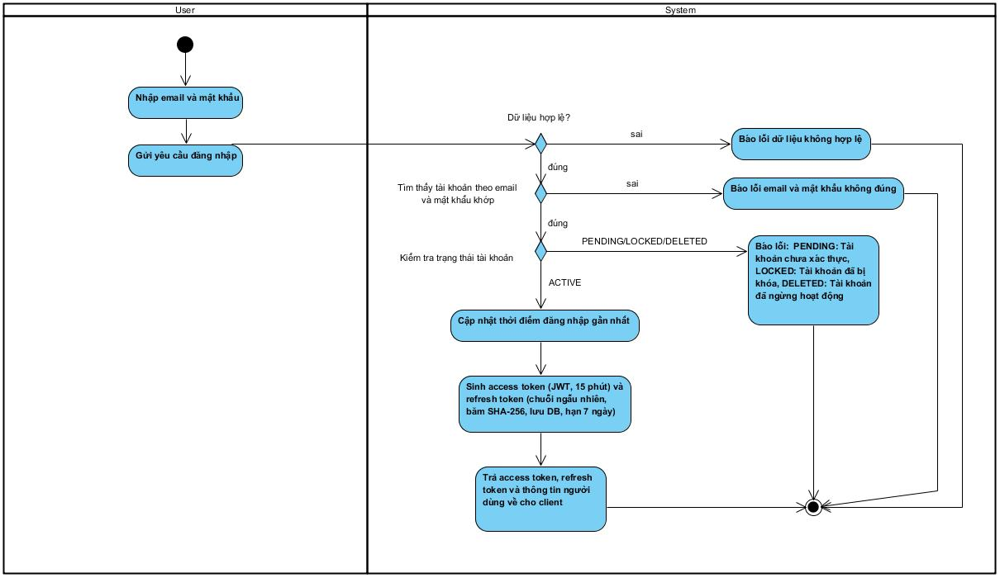 User
System
Nhập email và mật khẩu
Gửi yêu cầu đăng nhập
Dữ liệu hợp lệ?
sai
Báo lỗi dữ liệu không hợp lệ
đúng
Tìm thấy tài khoản theo email
và mật khẩu khớp
sai
Báo lỗi email và mật khẩu không đúng
đúng
Kiểm tra trạng thái tài khoản
PENDING/LOCKED/DELETED
Báo lỗi:  PENDING: Tài
khoản chưa xác thực,
LOCKED: Tài khoản đã bị
khóa, DELETED: Tài khoản
đã ngừng hoạt động
ACTIVE
Cập nhật thời điểm đăng nhập gần nhất
Sinh access token (JWT, 15 phút) và
refresh token (chuỗi ngẫu nhiên,
băm SHA-256, lưu DB, hạn 7 ngày)
Trả access token, refresh
token và thông tin người
dùng về cho client